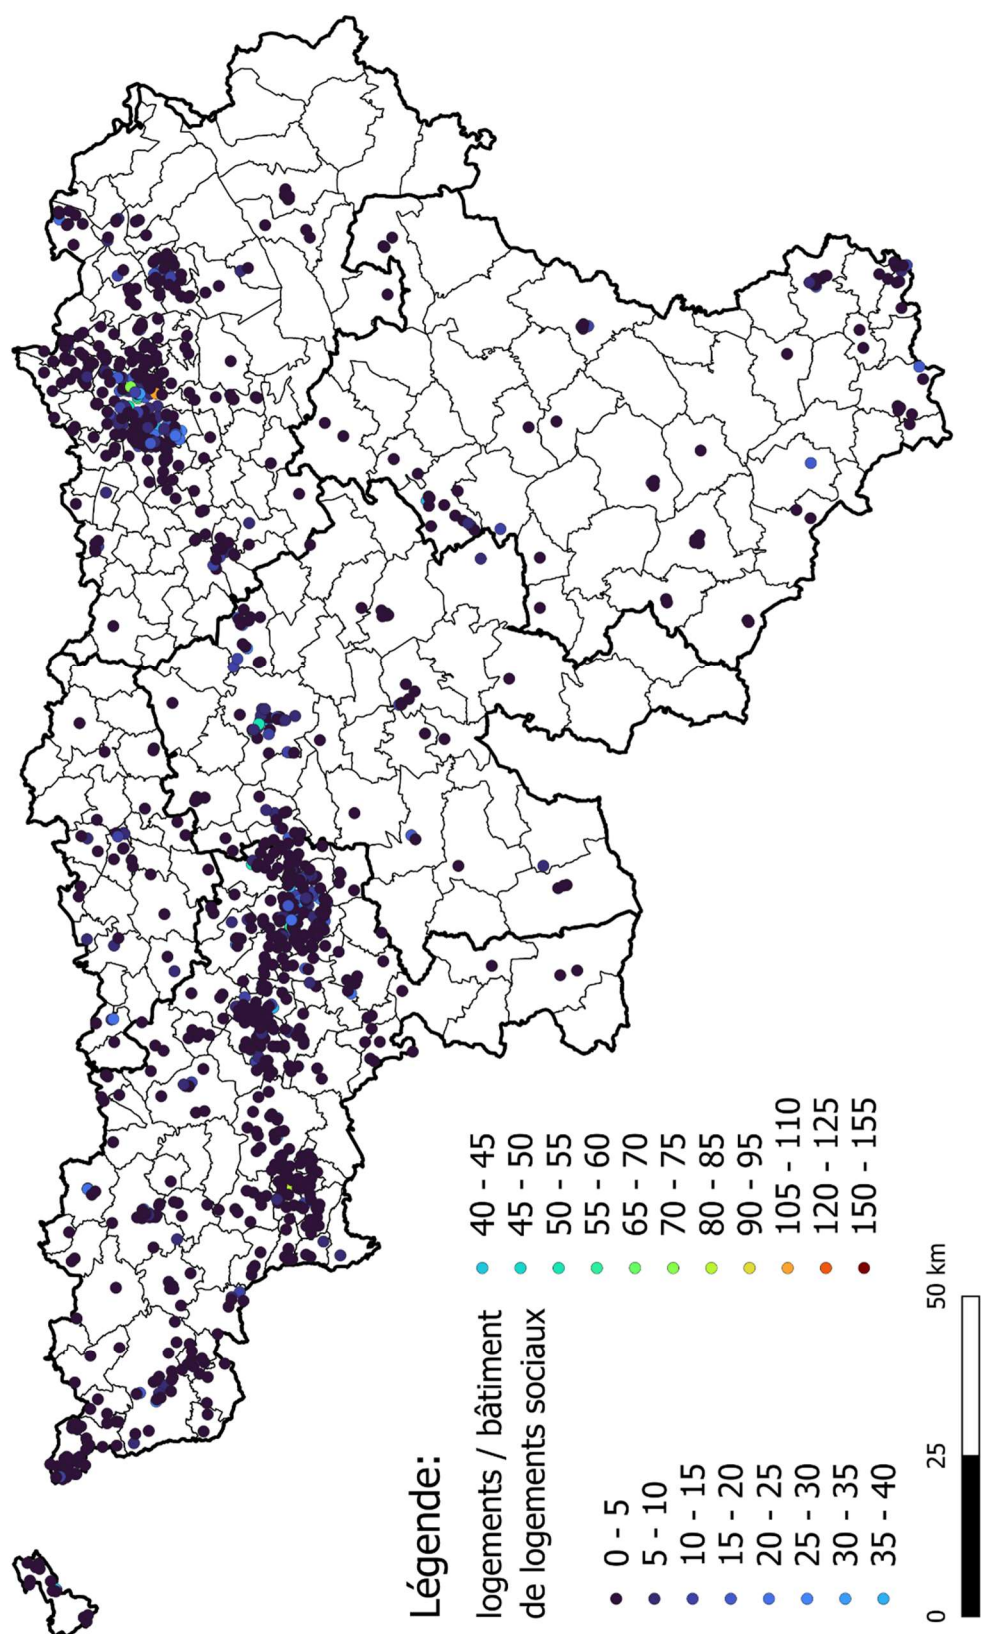 Légende:
logements / bâtiment
de logements sociaux
0 - 5
5 - 10
10 - 15
15 - 20
20 - 25
25 - 30
30 - 35
35 - 40
40 - 45
45 - 50
50 - 55
55 - 60
65 - 70
70 - 75
80 - 85
90 - 95
105 - 110
120 - 125
150 - 155
0 25 50 km